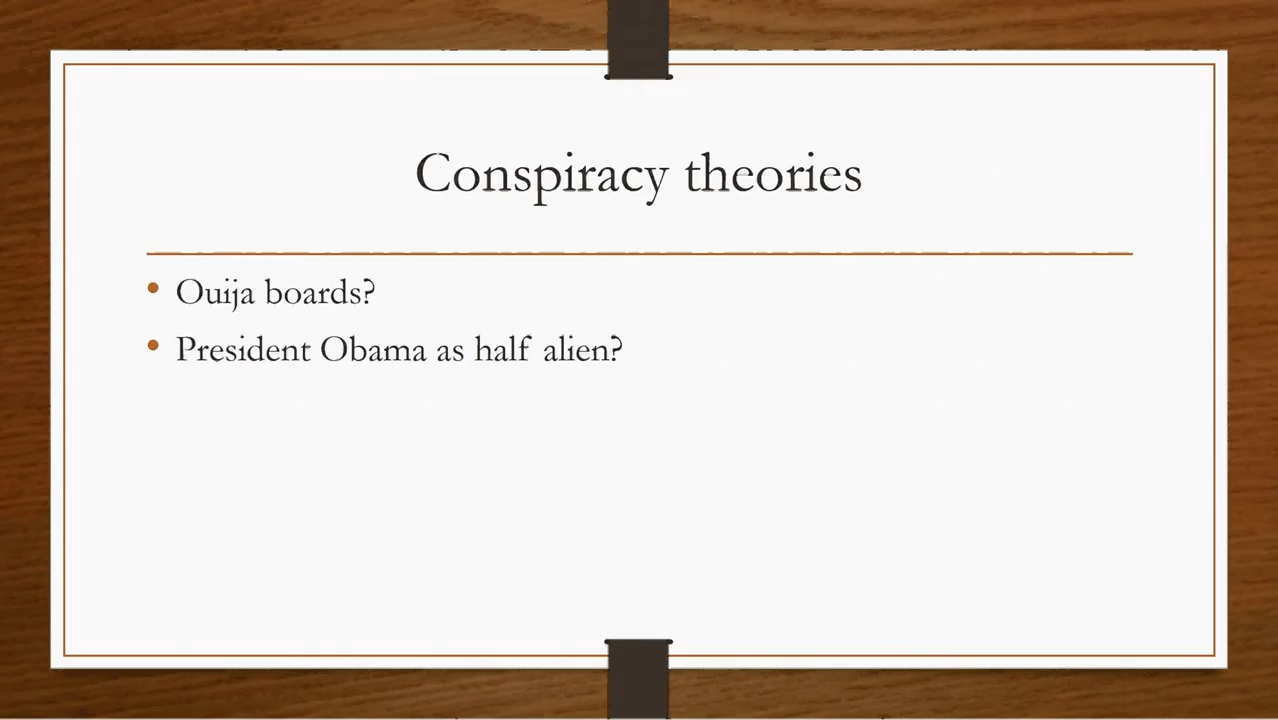 Conspiracy theories
• Ouija boards?
• President Obama as half alien?